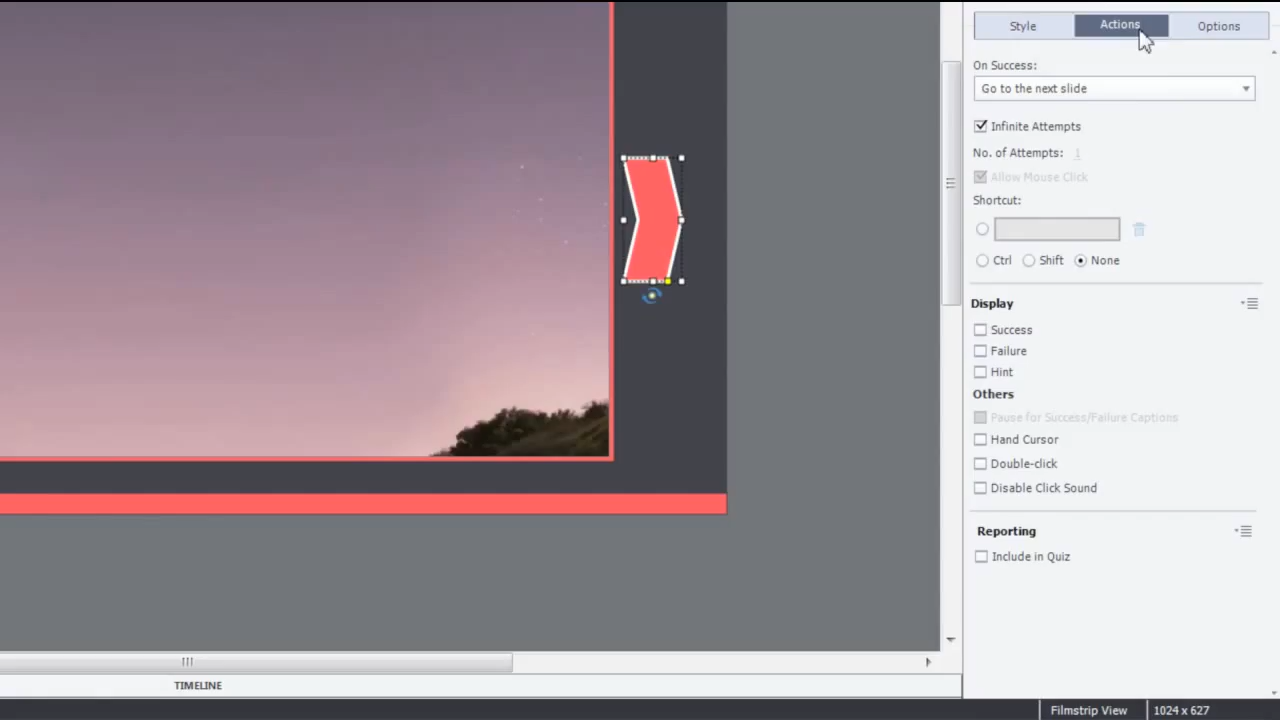 Style Actions Options
On Success:
Go to the next slide
Infinite Attempts
No. of Attempts: 1
Allow Mouse Click
Shortcut:
Ctrl Shift None
Display
Success
Failure
Hint
Others
Pause for Success/Failure Captions
Hand Cursor
Double-click
Disable Click Sound
Reporting
Include in Quiz
TIMELINE
Filmstrip View 1024 x 627